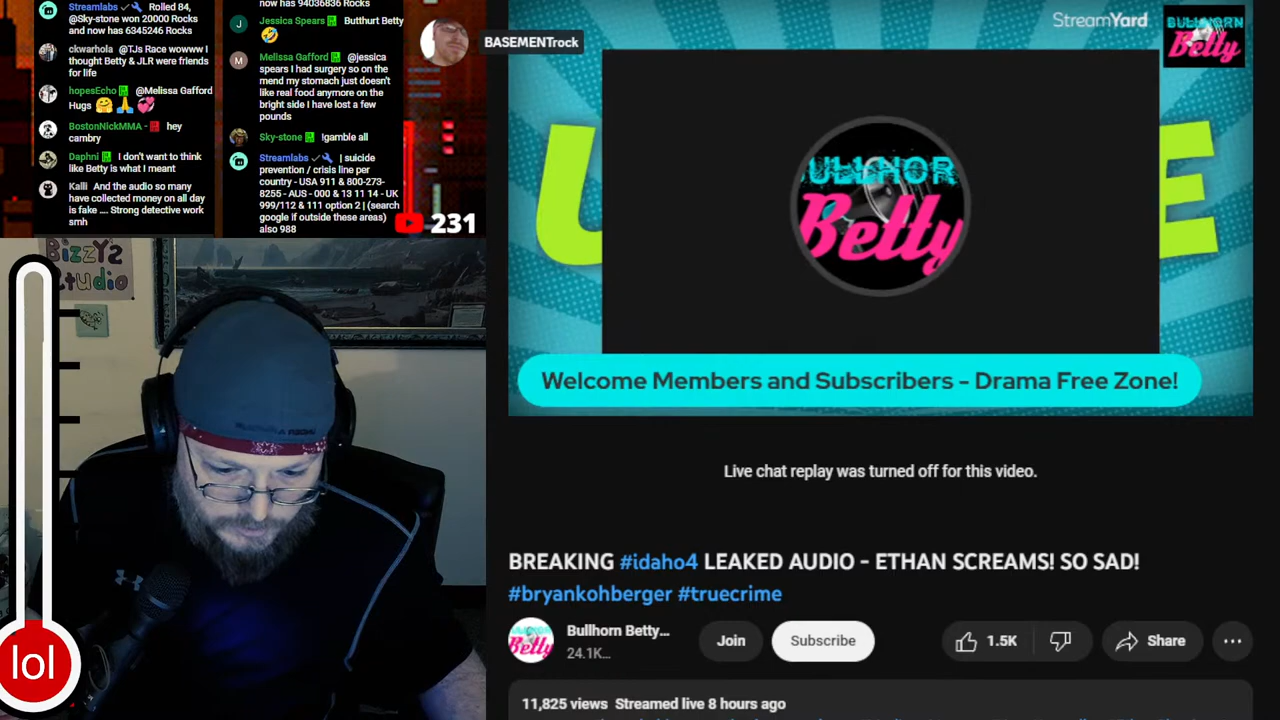 Rolled 84,
Streamlabs
@Sky-stone won 20000 Rocks
and now has 6345246 Rocks
ckwarhola @TJs Race wowww I
thought Betty & JLR were friends
for life
hopesEcho @Melissa Gafford
Hugs 🤗 🙏 💞
BostonNickMMA - hey
cambry
Daphni I don't want to think
like Betty is what I meant
Kalli And the audio so many
have collected money on all day
is fake .... Strong detective work
smh
now has 94036836 Rocks
Jessica Spears Butthurt Betty
🤣
Melissa Gafford @jessica
spears I had surgery so on the
mend my stomach just doesn't
like real food anymore on the
bright side I have lost a few
pounds
Sky-stone !gamble all
Streamlabs | suicide
prevention / crisis line per
country - USA 911 & 800-273-
8255 - AUS - 000 & 13 11 14 - UK
999/112 & 111 option 2 | (search
google if outside these areas)
also 988
231
BASEMENTrock
StreamYard
BULLHORN
Betty
U
E
ULLHOR
Betty
Welcome Members and Subscribers - Drama Free Zone!
Live chat replay was turned off for this video.
BREAKING #idaho4 LEAKED AUDIO - ETHAN SCREAMS! SO SAD!
#bryankohberger #truecrime
Bullhorn Betty...
24.1K...
Join
Subscribe
1.5K
Share
11,825 views Streamed live 8 hours ago
BizzY's
Studio
lol